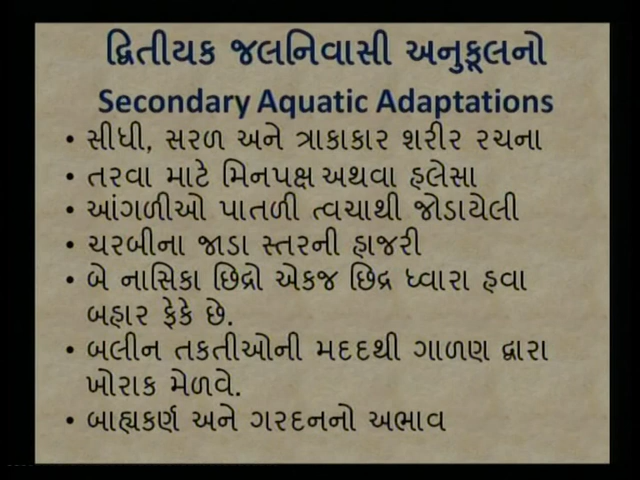 દ્વિતીયક જલનિવાસી અનુકૂલનો
Secondary Aquatic Adaptations
• સીધી, સરળ અને ત્રાકાકાર શરીર રચના
• તરવા માટે મિનપક્ષ અથવા હલેસા
• આંગળીઓ પાતળી ત્વચાથી જોડાયેલી
• ચરબીના જાડા સ્તરની હાજરી
• બે નાસિકા છિદ્રો એકજ છિદ્ર ધ્વારા હવા
બહાર ફેકે છે.
• બલીન તકતીઓની મદદથી ગાળણ દ્વારા
ખોરાક મેળવે.
• બાહ્યકર્ણ અને ગરદનનો અભાવ